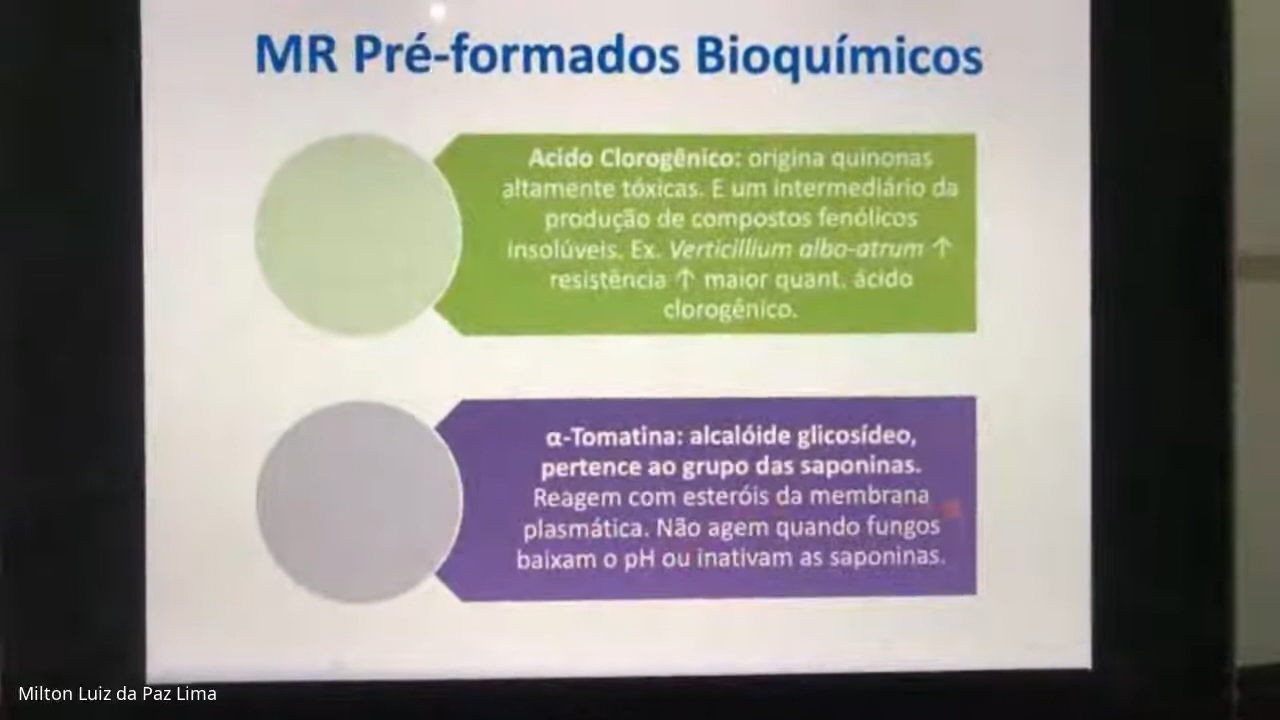 MR Pré-formados Bioquímicos
Acido Clorogênico: origina quinonas
altamente tóxicas. E um intermediário da
produção de compostos fenólicos
insolúveis. Ex. Verticillium albo-atrum ↑
resistência ↑ maior quant. ácido
clorogênico.
α-Tomatina: alcalóide glicosídeo,
pertence ao grupo das saponinas.
Reagem com esteróis da membrana
plasmática. Não agem quando fungos
baixam o pH ou inativam as saponinas.
Milton Luiz da Paz Lima